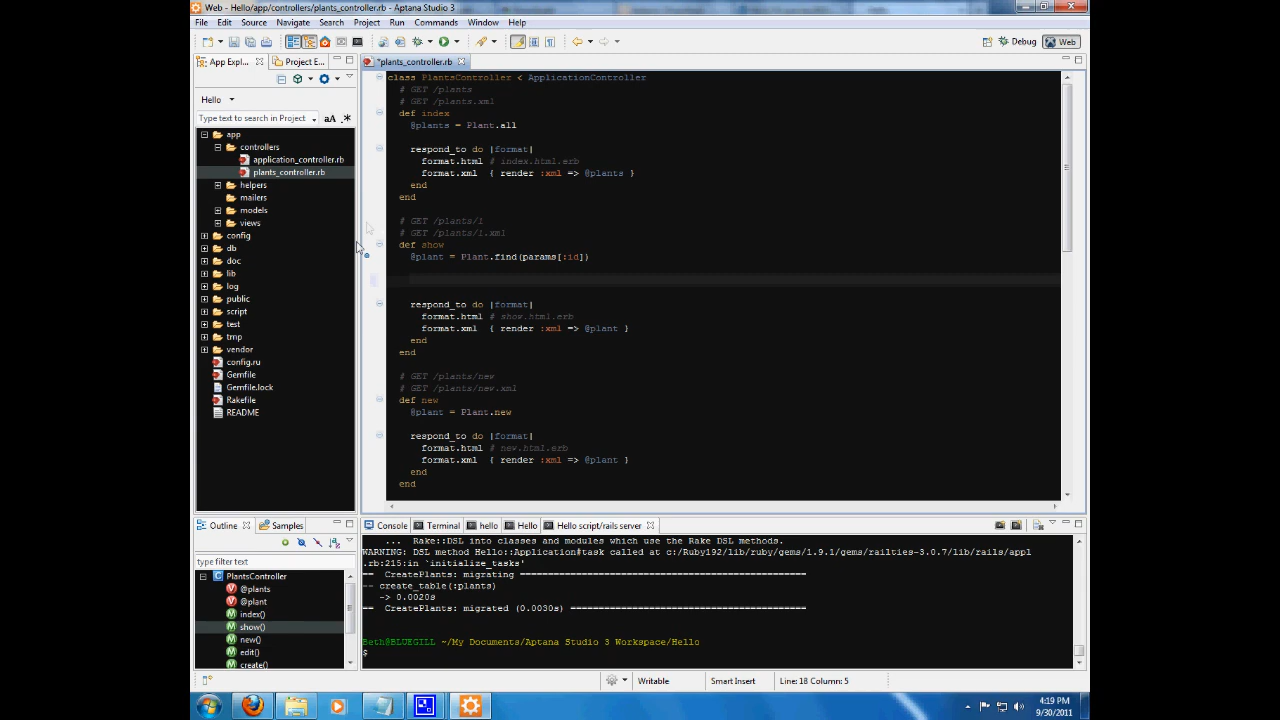 Web - Hello/app/controllers/plants_controller.rb - Aptana Studio 3
File Edit Source Navigate Search Project Run Commands Window Help
Debug Web
App Expl...
Project E...
*plants_controller.rb
Hello
Type text to search in Project
aA .*
app
controllers
application_controller.rb
plants_controller.rb
helpers
mailers
models
views
config
db
doc
lib
log
public
script
test
tmp
vendor
config.ru
Gemfile
Gemfile.lock
Rakefile
README
class PlantsController < ApplicationController
# GET /plants
# GET /plants.xml
def index
@plants = Plant.all
respond_to do |format|
format.html # index.html.erb
format.xml { render :xml => @plants }
end
end
# GET /plants/1
# GET /plants/1.xml
def show
@plant = Plant.find(params[:id])
respond_to do |format|
format.html # show.html.erb
format.xml { render :xml => @plant }
end
end
# GET /plants/new
# GET /plants/new.xml
def new
@plant = Plant.new
respond_to do |format|
format.html # new.html.erb
format.xml { render :xml => @plant }
end
end
Outline Samples
type filter text
PlantsController
@plants
@plant
index()
show()
new()
edit()
create()
Console Terminal hello Hello Hello script/rails server
... Rake::DSL into classes and modules which use the Rake DSL methods.
WARNING: DSL method Hello::Application#task called at c:/Ruby192/lib/ruby/gems/1.9.1/gems/railties-3.0.7/lib/rails/appl
.rb:215:in `initialize_tasks'
== CreatePlants: migrating ====================================================
-- create_table(:plants)
-> 0.0020s
== CreatePlants: migrated (0.0030s) ===========================================
Beth@BLUEGILL ~/My Documents/Aptana Studio 3 Workspace/Hello
$
Writable Smart Insert Line: 18 Column: 5
4:19 PM
9/30/2011